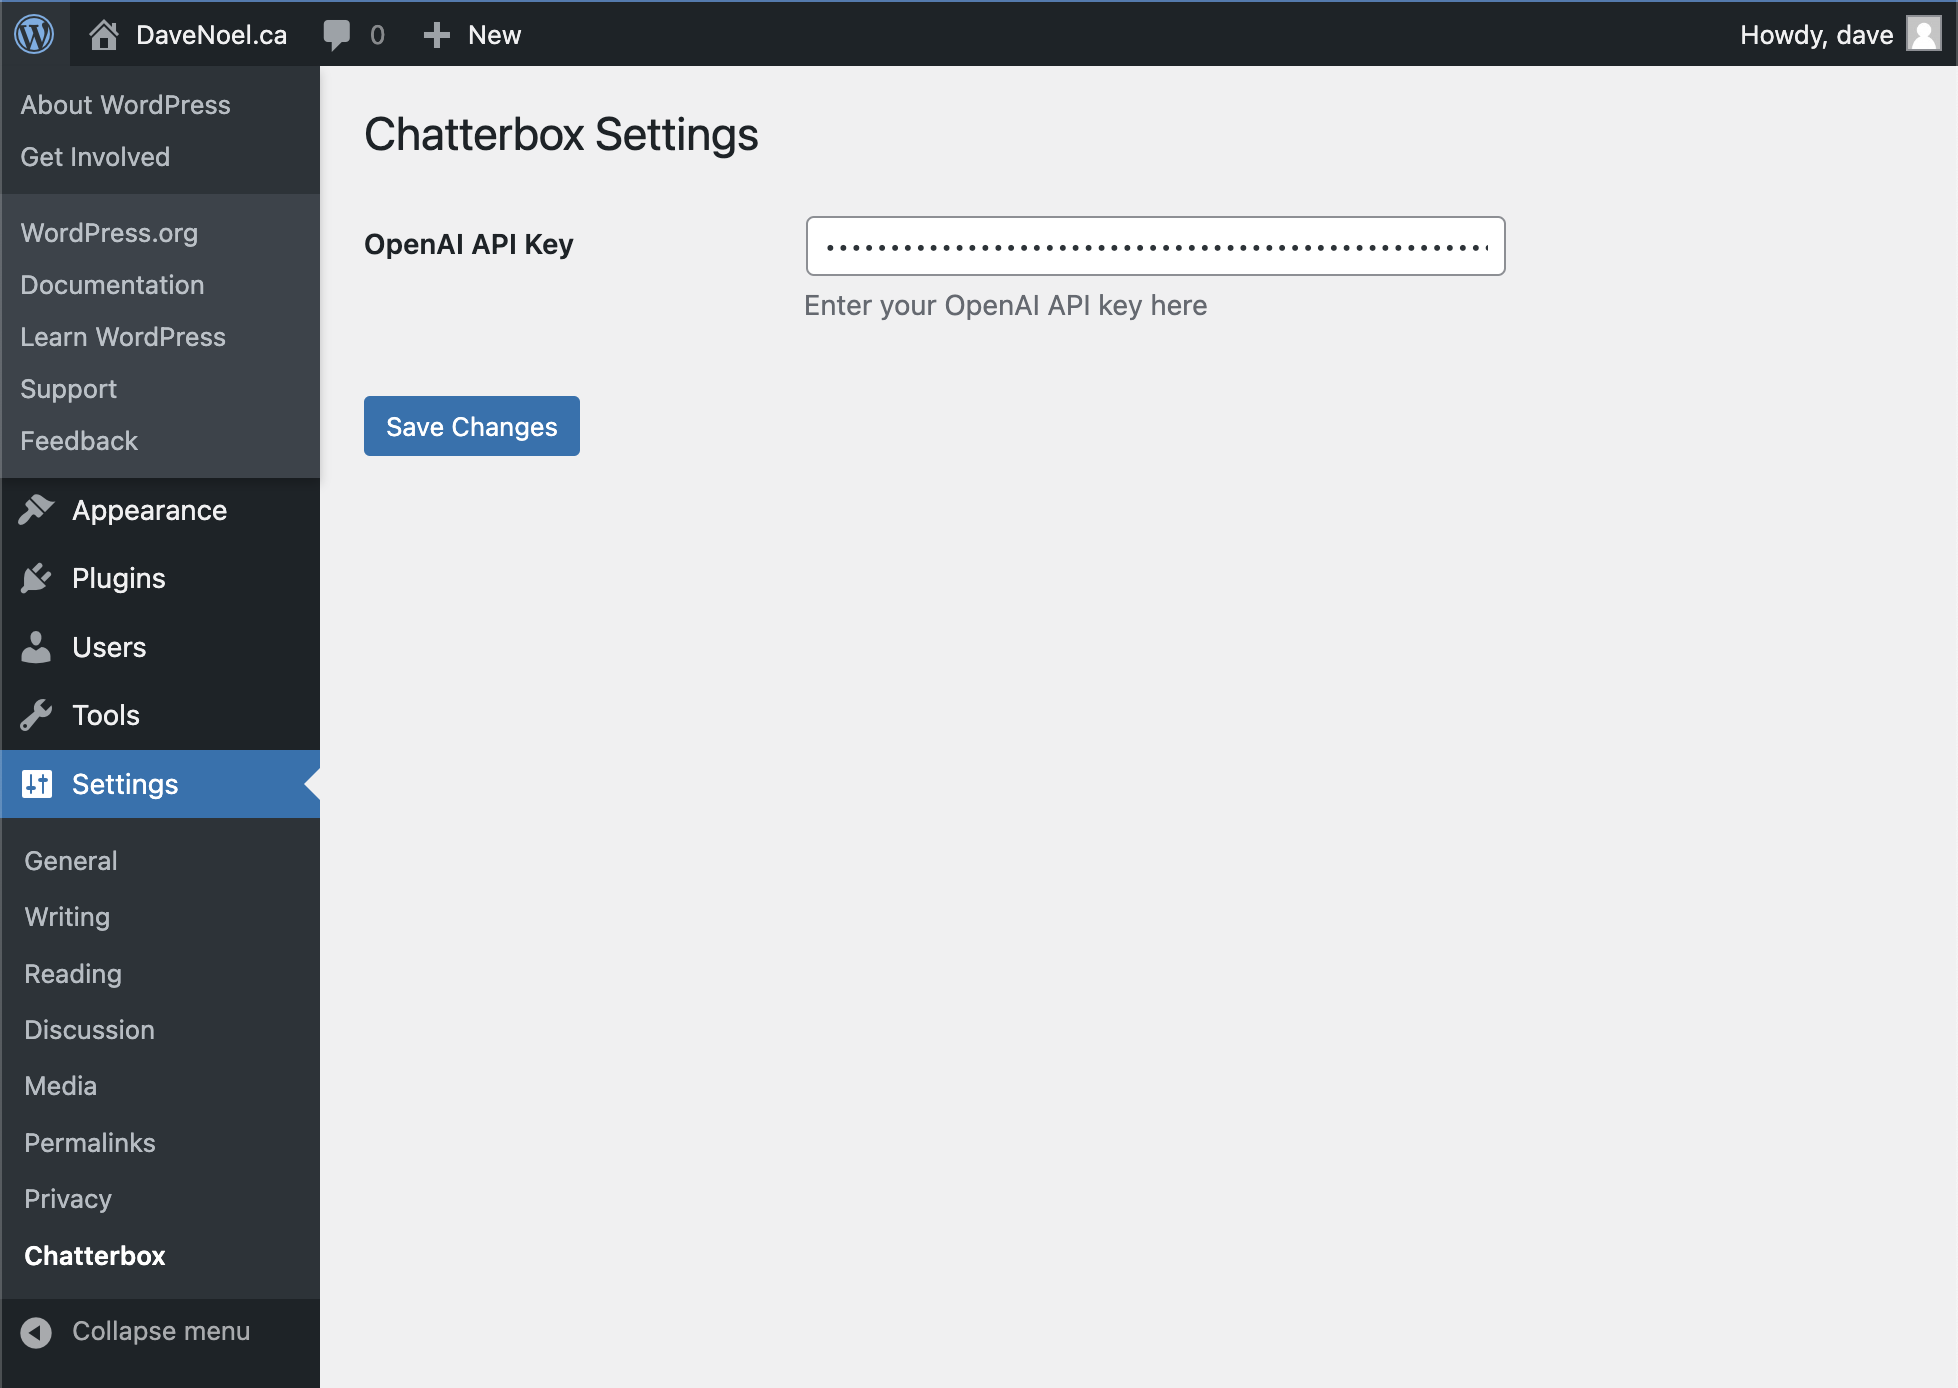 DaveNoel.ca 0 New Howdy, dave
About WordPress
Get Involved
WordPress.org
Documentation
Learn WordPress
Support
Feedback
Appearance
Plugins
Users
Tools
Settings
General
Writing
Reading
Discussion
Media
Permalinks
Privacy
Chatterbox
Collapse menu
Chatterbox Settings
OpenAI API Key
Enter your OpenAI API key here
Save Changes